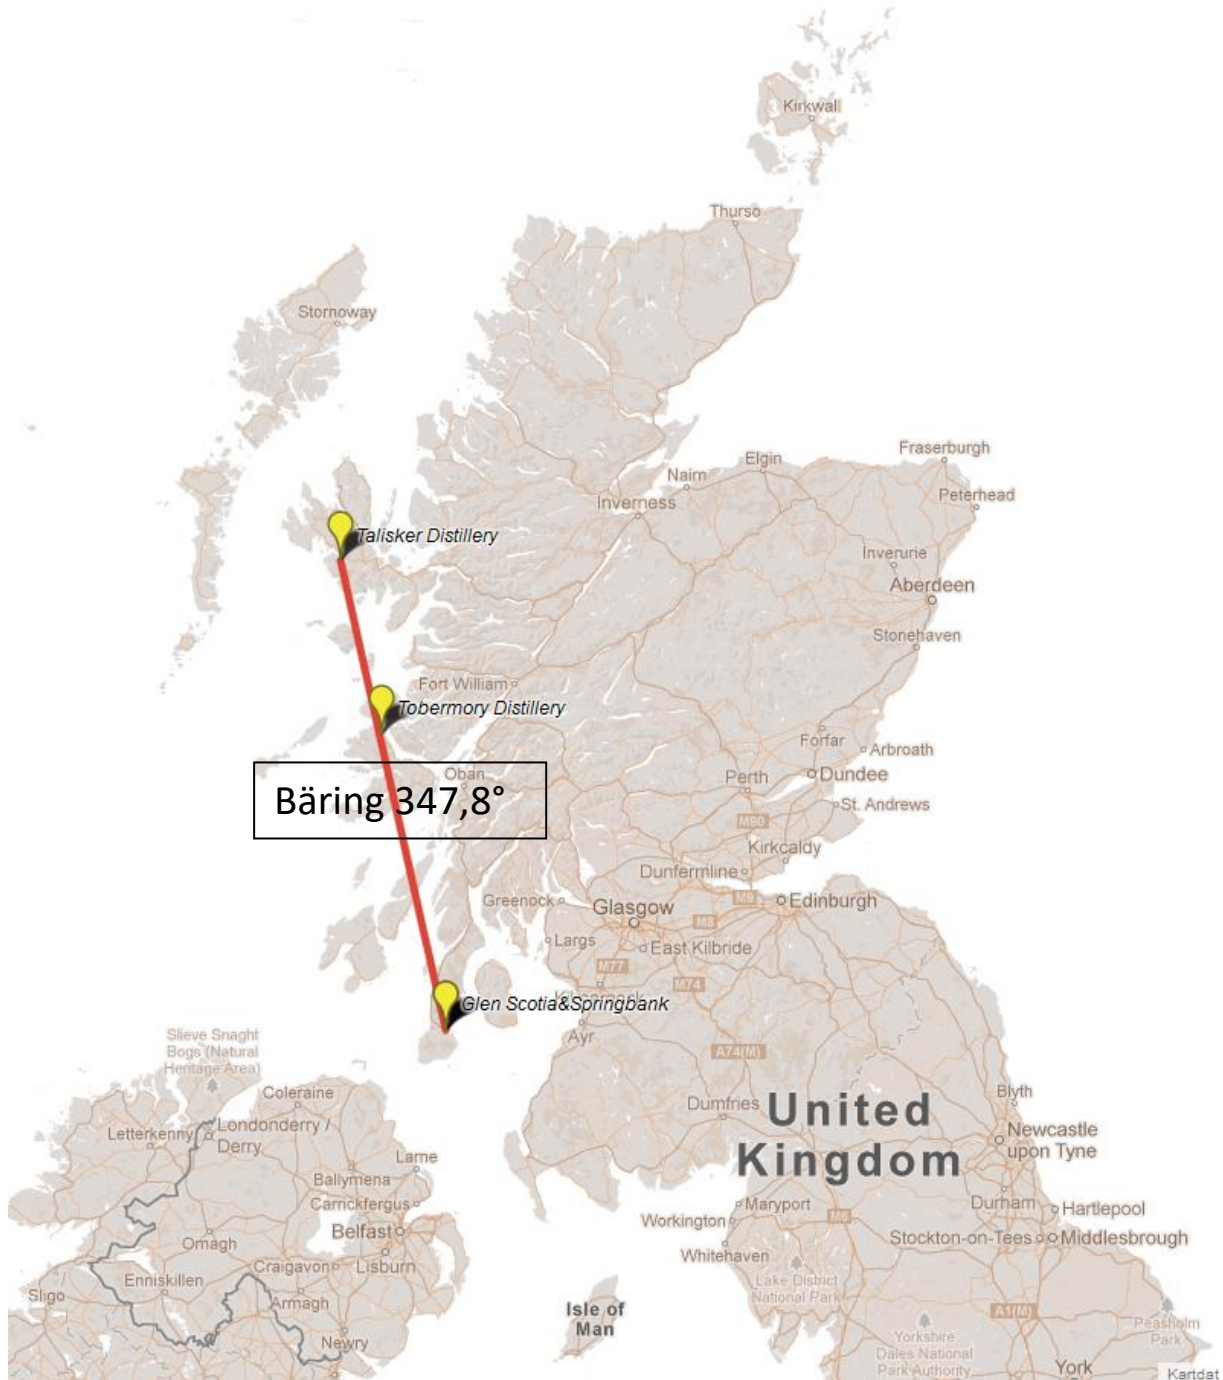 Kirkwall
Thurso
Stornoway
Fraserburgh
Elgin
Nairn
Peterhead
Inverness
Talisker Distillery
Inverurie
Aberdeen
Stonehaven
Fort William
Tobermory Distillery
Forfar
Arbroath
Oban
Perth
Dundee
Bäring 347,8°
St. Andrews
M90
Kirkcaldy
Dunfermline
Greenock
M9
Edinburgh
Glasgow
M8
Largs
East Kilbride
M77
M74
Glen Scotia&Springbank
Ayr
Slieve Snaght
Bogs (Natural
Heritage Area)
A74(M)
Coleraine
Dumfries
United
Kingdom
Blyth
Letterkenny
Londonderry /
Derry
Newcastle
upon Tyne
Larne
Ballymena
Carrickfergus
Maryport
Durham
Hartlepool
Belfast
Workington
M6
Omagh
Stockton-on-Tees
Middlesbrough
Whitehaven
Craigavon
Lisburn
Enniskillen
Lake District
National Park
Sligo
Armagh
Isle of
Man
A1(M)
Peasholm
Park
Newry
Yorkshire
Dales National
Park Authority
York
Kartdat